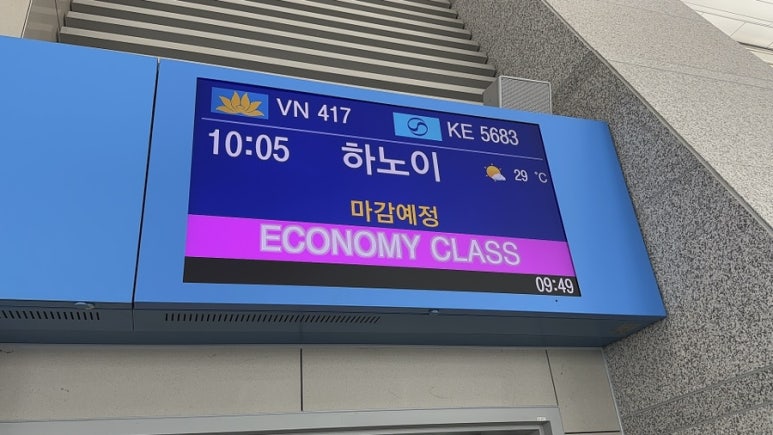 VN 417 KE 5683
10:05 하노이 29 °C
마감예정
ECONOMY CLASS
09:49